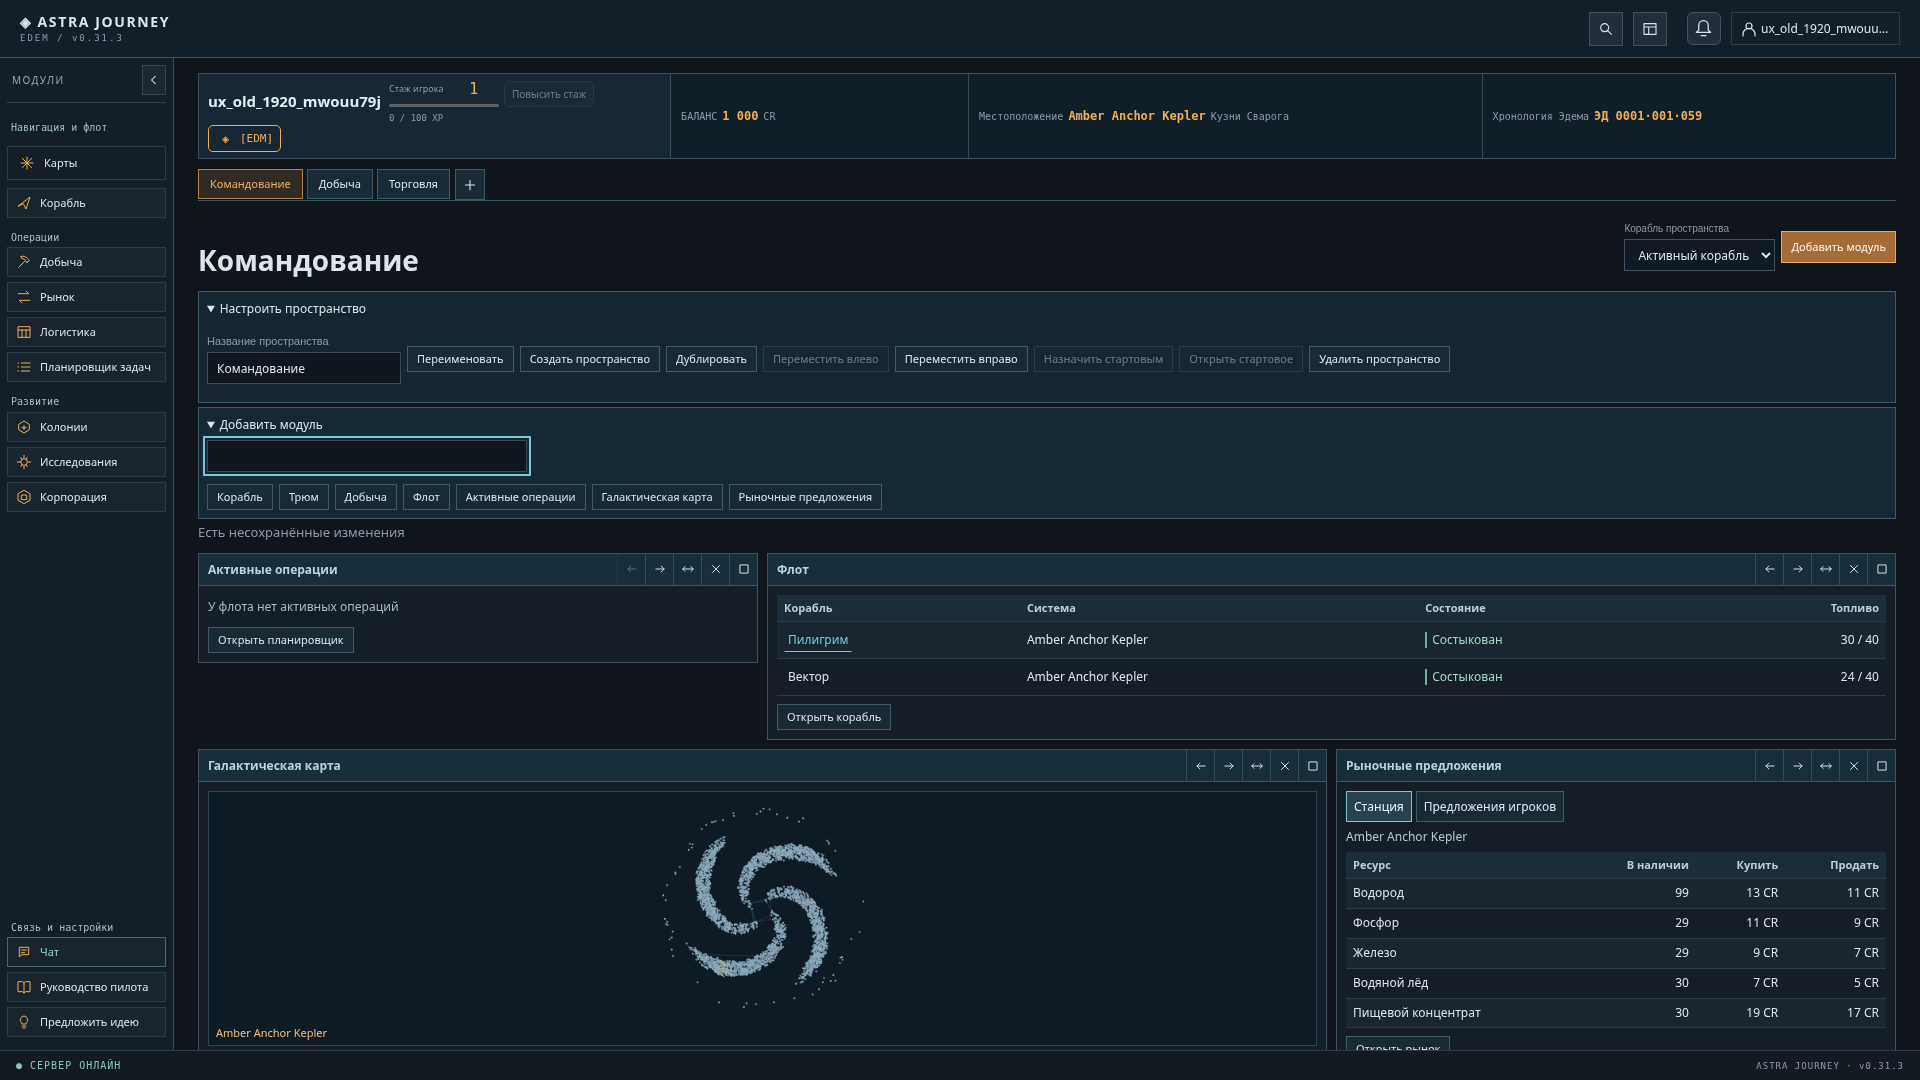 ◈ ASTRA JOURNEY
EDEM / v0.31.3
ux_old_1920_mwouu...
МОДУЛИ
Навигация и флот
Карты
Корабль
Операции
Добыча
Рынок
Логистика
Планировщик задач
Развитие
Колонии
Исследования
Корпорация
Связь и настройки
Чат
Руководство пилота
Предложить идею
ux_old_1920_mwouu79j
Стаж игрока 1
0 / 100 XP
Повысить стаж
◈ [EDM]
БАЛАНС 1 000 CR
Местоположение Amber Anchor Kepler Кузни Сварога
Хронология Эдема ЭД 0001·001·059
Командование Добыча Торговля +
Командование
Корабль пространства
Активный корабль
Добавить модуль
▼ Настроить пространство
Название пространства
Командование
Переименовать Создать пространство Дублировать Переместить влево Переместить вправо Назначить стартовым Открыть стартовое Удалить пространство
▼ Добавить модуль
Корабль Трюм Добыча Флот Активные операции Галактическая карта Рыночные предложения
Есть несохранённые изменения
Активные операции
У флота нет активных операций
Открыть планировщик
Флот
Корабль Система Состояние Топливо
Пилигрим Amber Anchor Kepler Состыкован 30 / 40
Вектор Amber Anchor Kepler Состыкован 24 / 40
Открыть корабль
Галактическая карта
Amber Anchor Kepler
Рыночные предложения
Станция Предложения игроков
Amber Anchor Kepler
Ресурс В наличии Купить Продать
Водород 99 13 CR 11 CR
Фосфор 29 11 CR 9 CR
Железо 29 9 CR 7 CR
Водяной лёд 30 7 CR 5 CR
Пищевой концентрат 30 19 CR 17 CR
Открыть рынок
● СЕРВЕР ОНЛАЙН
ASTRA JOURNEY · v0.31.3